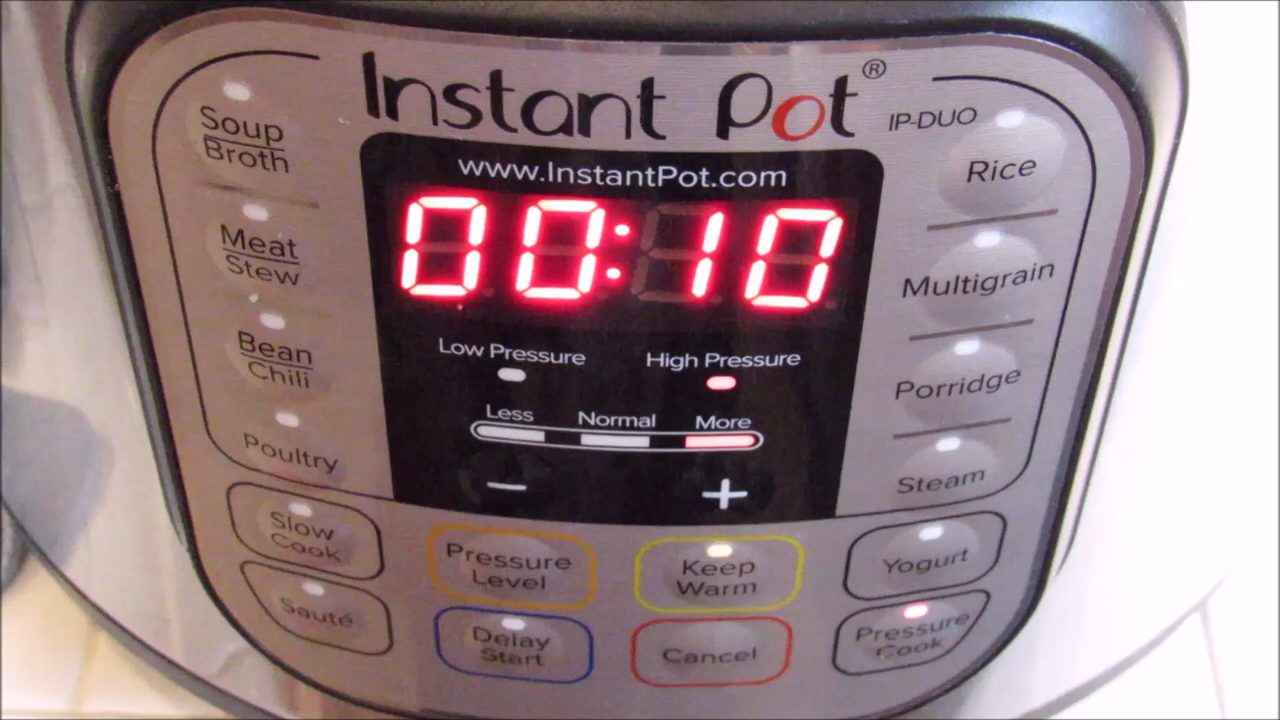 Instant Pot®
IP-DUO
www.InstantPot.com
00:10
Soup
Broth
Meat
Stew
Bean
Chili
Poultry
Slow
Cook
Sauté
Low Pressure
High Pressure
Less
Normal
More
−
+
Pressure
Level
Keep
Warm
Delay
Start
Cancel
Rice
Multigrain
Porridge
Steam
Yogurt
Pressure
Cook